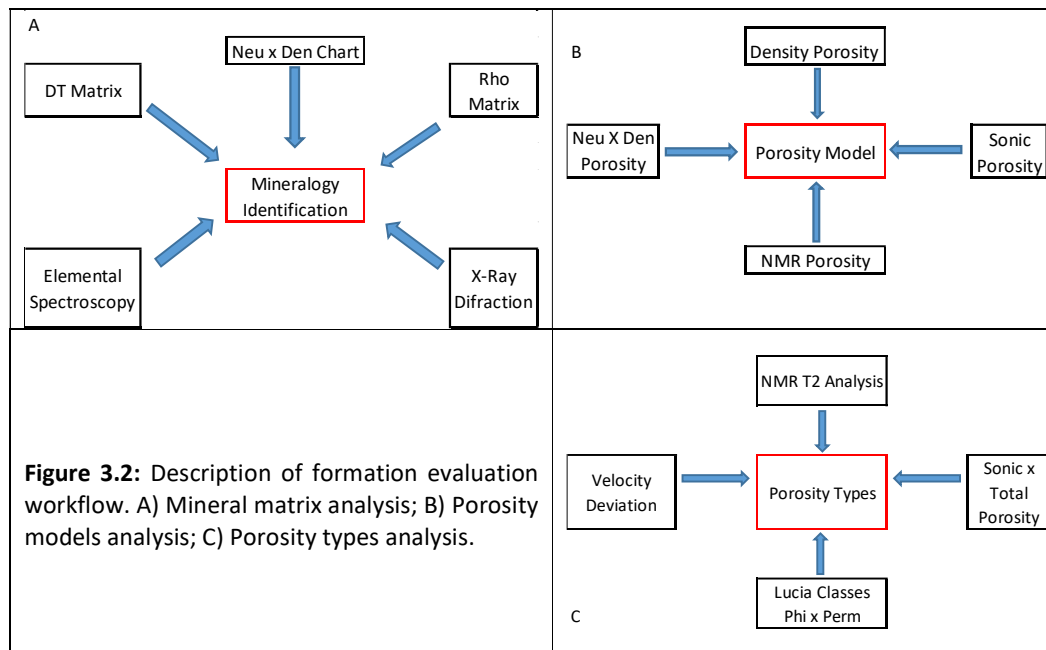 A
Neu x Den Chart
DT Matrix
Rho
Matrix
Mineralogy
Identification
Elemental
Spectroscopy
X-Ray
Difraction
B
Density Porosity
Neu X Den
Porosity
Porosity Model
Sonic
Porosity
NMR Porosity
Figure 3.2: Description of formation evaluation
workflow. A) Mineral matrix analysis; B) Porosity
models analysis; C) Porosity types analysis.
NMR T2 Analysis
Velocity
Deviation
Porosity Types
Sonic x
Total
Porosity
Lucia Classes
Phi x Perm
C